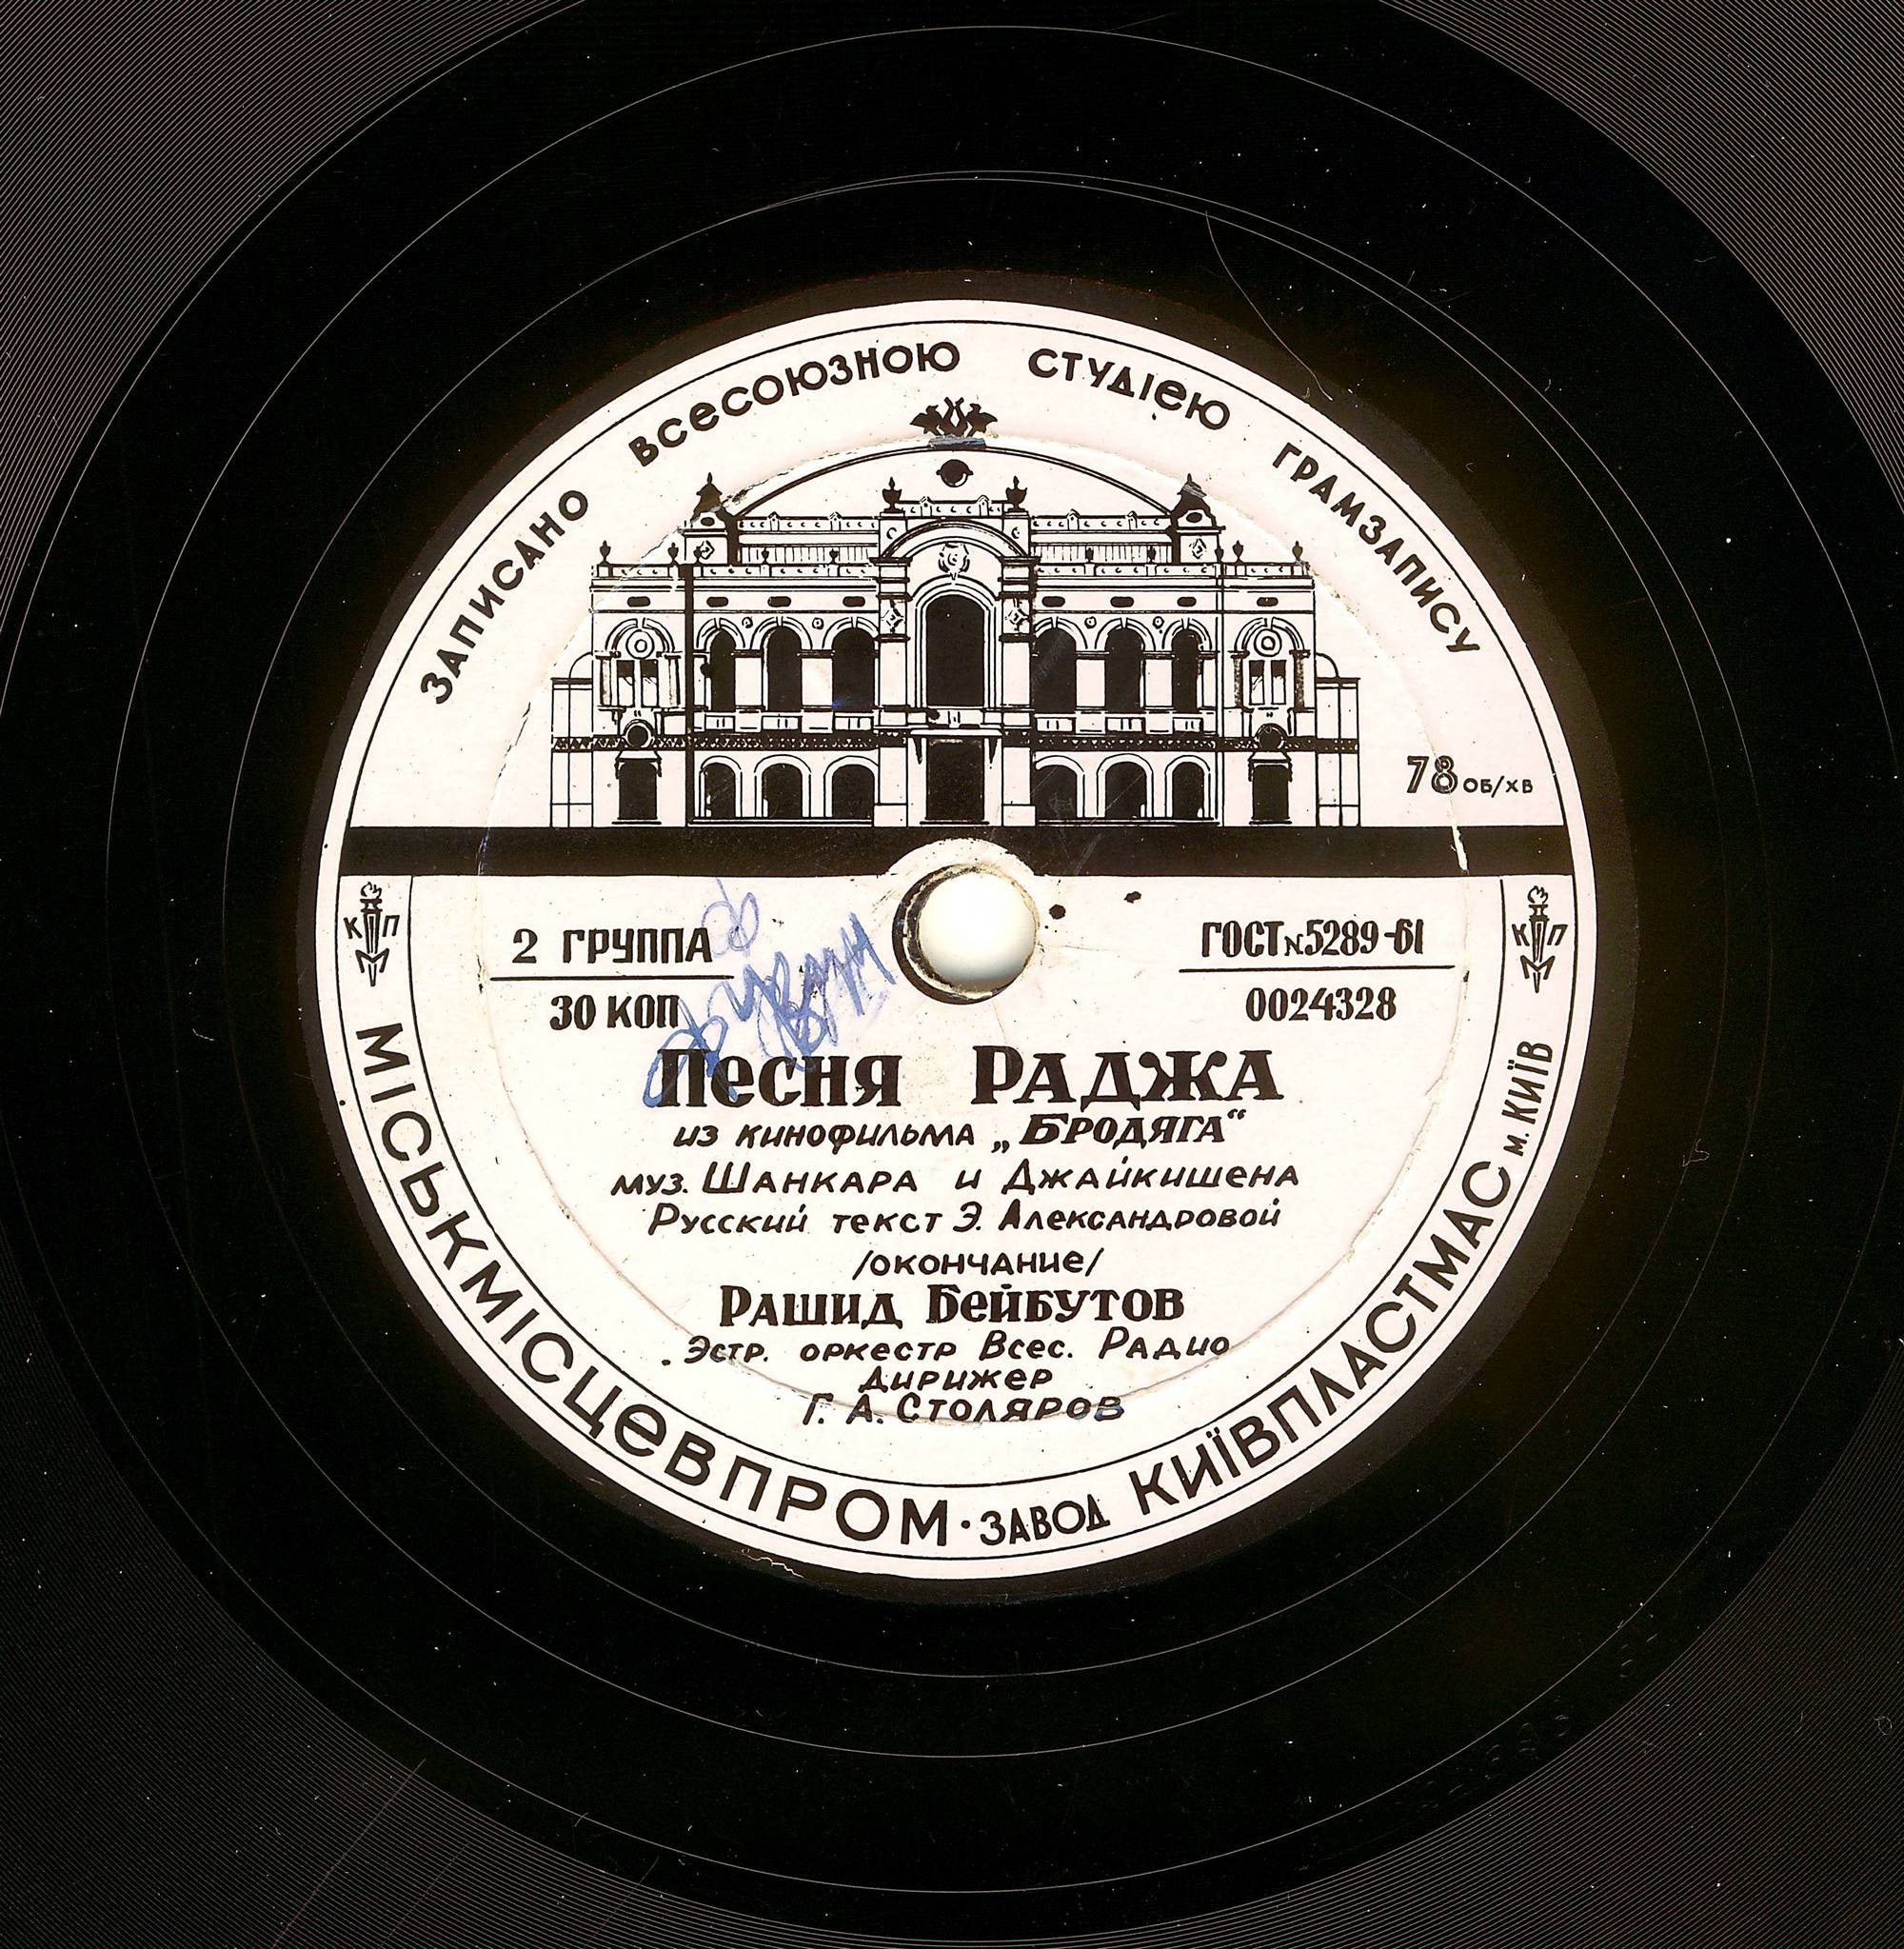 Записано Всесоюзною студією грамзапису
78 об/хв
КП
КП
2 ГРУППА
30 КОП
ГОСТ №5289-61
0024328
Песня Раджа
из кинофильма „Бродяга“
муз. Шанкара и Джайкишена
Русский текст Э. Александровой
/окончание/
Рашид Бейбутов
Эстр. оркестр Всес. Радио
Дирижер
Г. А. Столяров
МІСЬКМІСЦЕВПРОМ · ЗАВОД КИЇВПЛАСТМАС м. КИЇВ